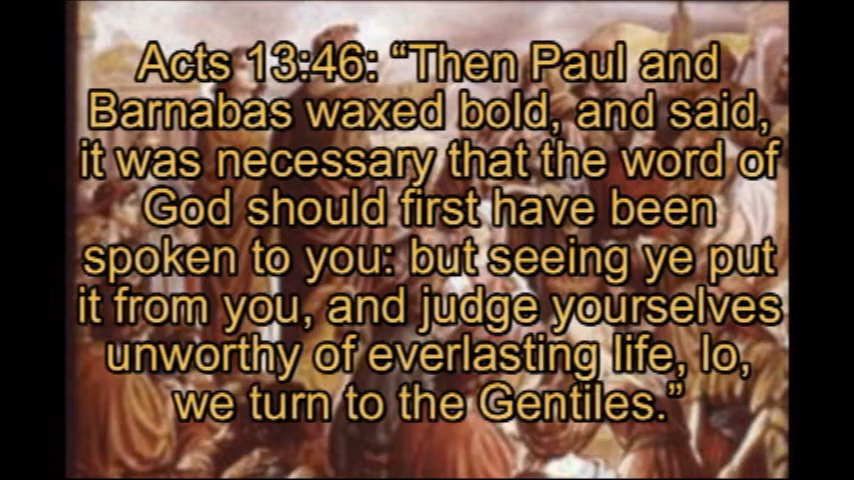 Acts 13:46: “Then Paul and
Barnabas waxed bold, and said,
it was necessary that the word of
God should first have been
spoken to you: but seeing ye put
it from you, and judge yourselves
unworthy of everlasting life, lo,
we turn to the Gentiles.”